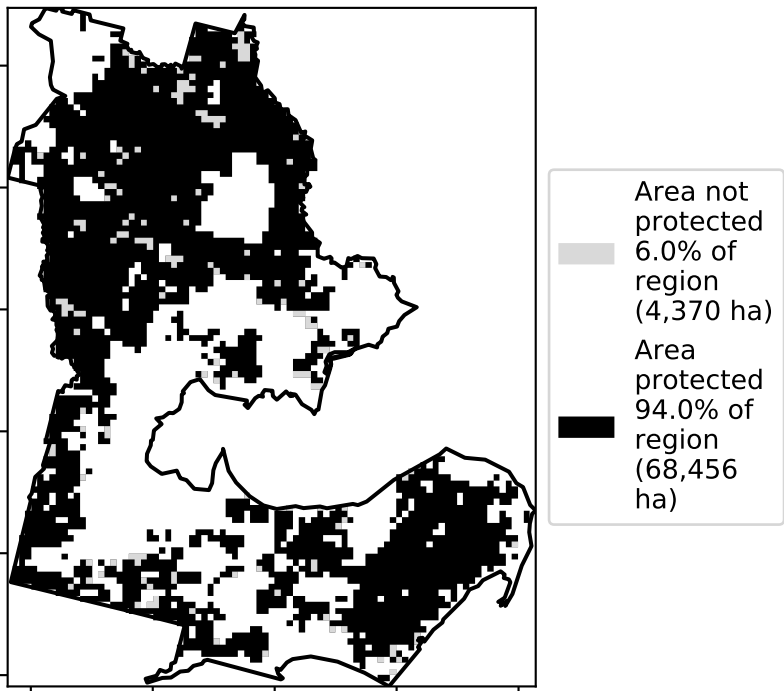 Area not
protected
6.0% of
region
(4,370 ha)
Area
protected
94.0% of
region
(68,456
ha)